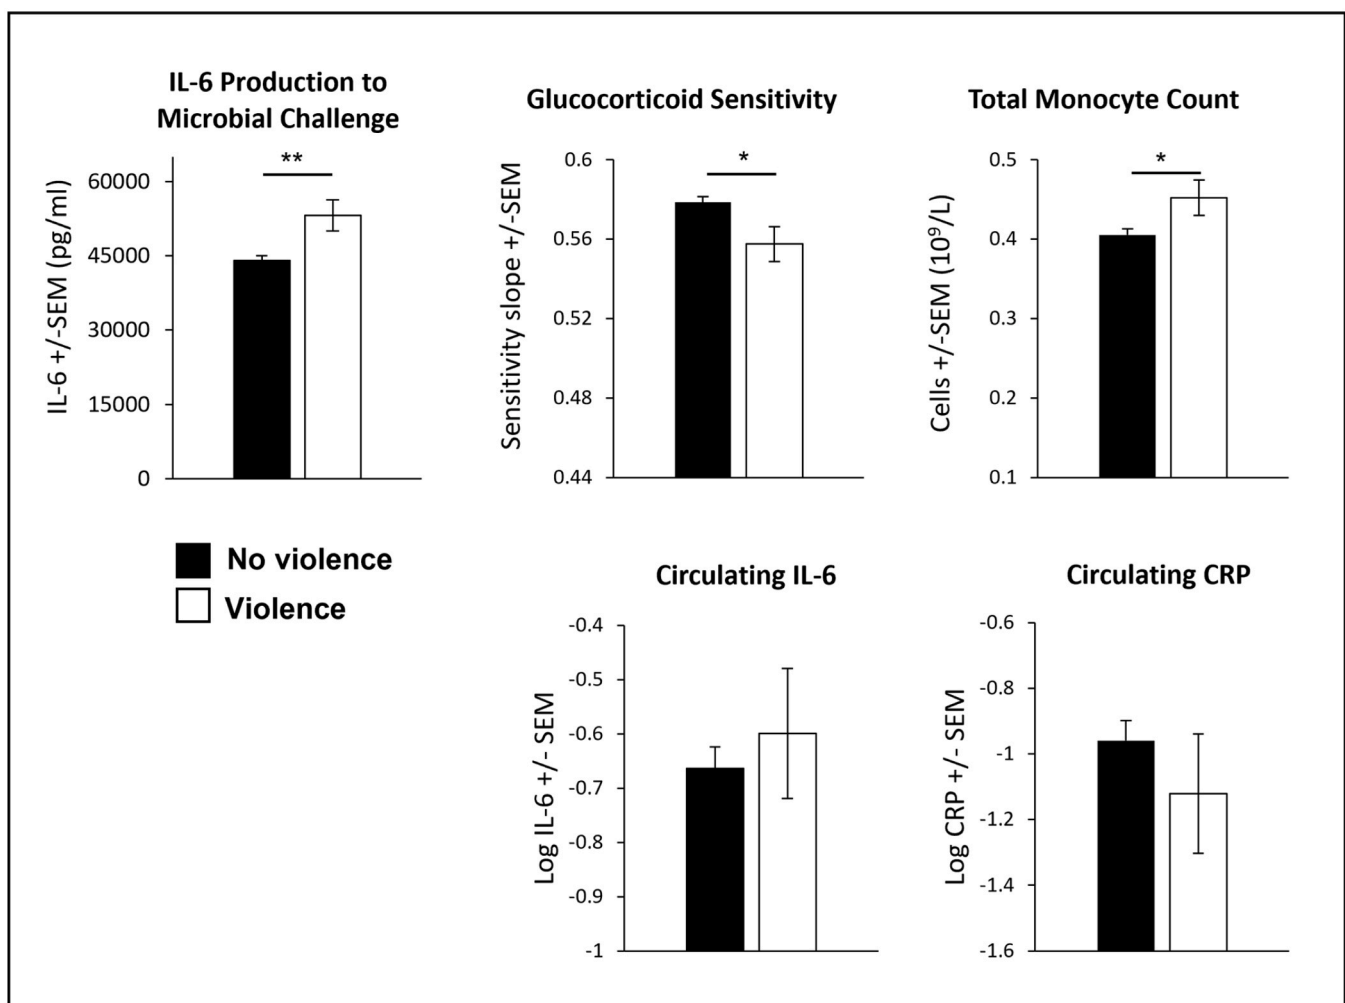 IL-6 Production to
Microbial Challenge
IL-6 +/-SEM (pg/ml)
60000
45000
30000
15000
0
**
Glucocorticoid Sensitivity
Sensitivity slope +/-SEM
0.6
0.56
0.52
0.48
0.44
*
Total Monocyte Count
Cells +/-SEM (10⁹/L)
0.5
0.4
0.3
0.2
0.1
*
No violence
Violence
Circulating IL-6
Log IL-6 +/- SEM
-0.4
-0.5
-0.6
-0.7
-0.8
-0.9
-1
Circulating CRP
Log CRP +/- SEM
-0.6
-0.8
-1
-1.2
-1.4
-1.6